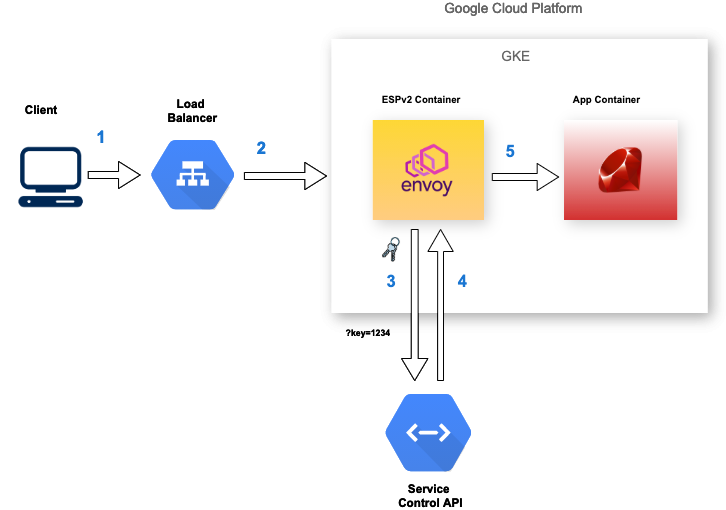 Google Cloud Platform
GKE
Client
Load
Balancer
ESPv2 Container
App Container
1
2
envoy
5
3
4
?key=1234
Service
Control API